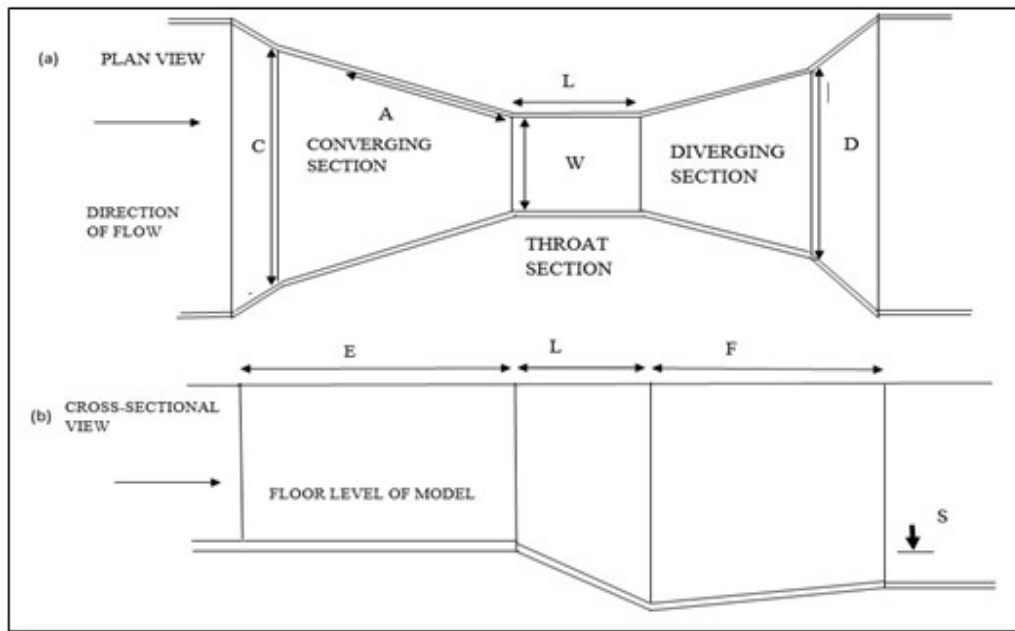 (a)
PLAN VIEW
L
A
C
CONVERGING
SECTION
W
DIVERGING
SECTION
D
DIRECTION
OF FLOW
THROAT
SECTION
E
L
F
(b)
CROSS-SECTIONAL
VIEW
FLOOR LEVEL OF MODEL
S